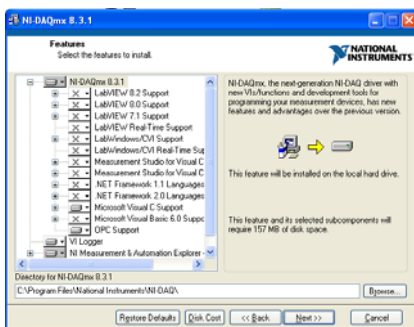 NI-DAQmx 8.3.1
Features
Select the features to install.
NATIONAL
INSTRUMENTS
NI-DAQmx 8.3.1
LabVIEW 8.2 Support
LabVIEW 8.0 Support
LabVIEW 7.1 Support
LabVIEW Real-Time Support
LabWindows/CVI Support
LabWindows/CVI Real-Time Sup
Measurement Studio for Visual C
Measurement Studio for Visual C
.NET Framework 1.1 Languages
.NET Framework 2.0 Languages
Microsoft Visual C Support
Microsoft Visual Basic 6.0 Suppo
OPC Support
VI Logger
NI Measurement & Automation Explorer
NI-DAQmx, the next-generation NI-DAQ driver with
new VIs/functions and development tools for
programming your measurement devices, has new
features and advantages over the previous version.
This feature will be installed on the local hard drive.
This feature and its selected subcomponents will
require 157 MB of disk space.
Directory for NI-DAQmx 8.3.1
C:\Program Files\National Instruments\NI-DAQ\
Browse...
Restore Defaults
Disk Cost
<< Back
Next >>
Cancel